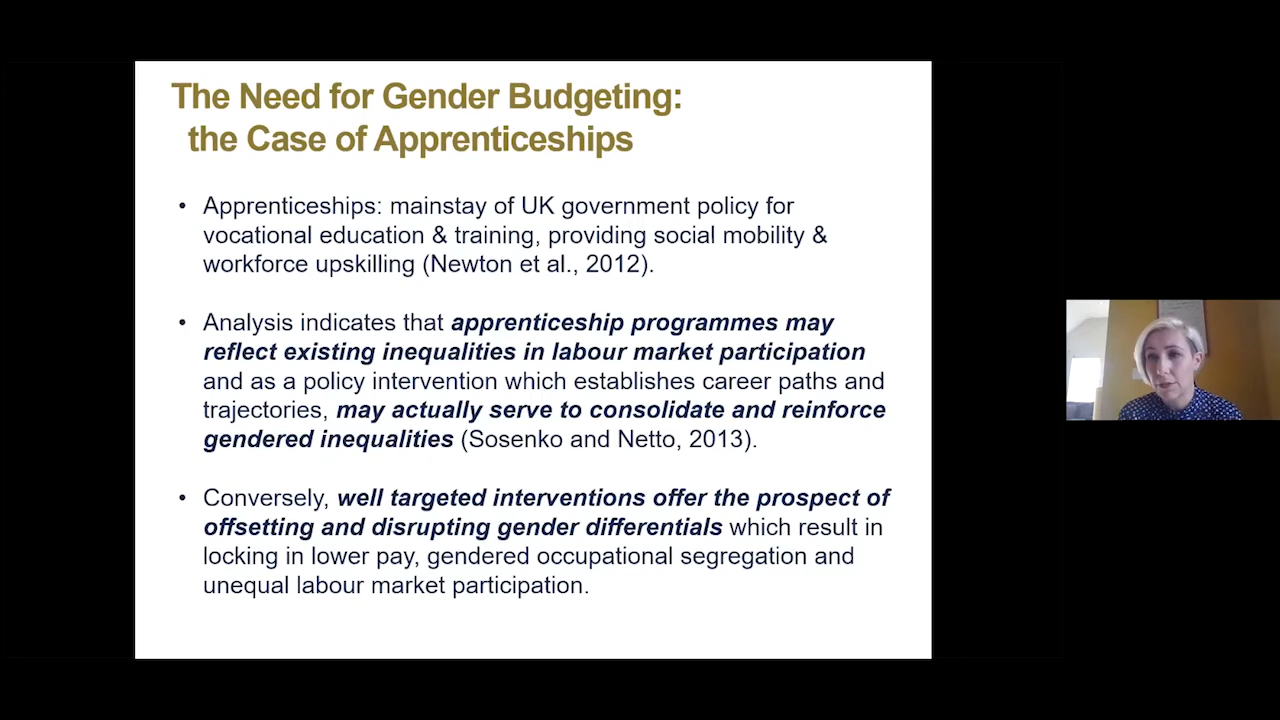 The Need for Gender Budgeting:
the Case of Apprenticeships
• Apprenticeships: mainstay of UK government policy for
vocational education & training, providing social mobility &
workforce upskilling (Newton et al., 2012).
• Analysis indicates that apprenticeship programmes may
reflect existing inequalities in labour market participation
and as a policy intervention which establishes career paths and
trajectories, may actually serve to consolidate and reinforce
gendered inequalities (Sosenko and Netto, 2013).
• Conversely, well targeted interventions offer the prospect of
offsetting and disrupting gender differentials which result in
locking in lower pay, gendered occupational segregation and
unequal labour market participation.